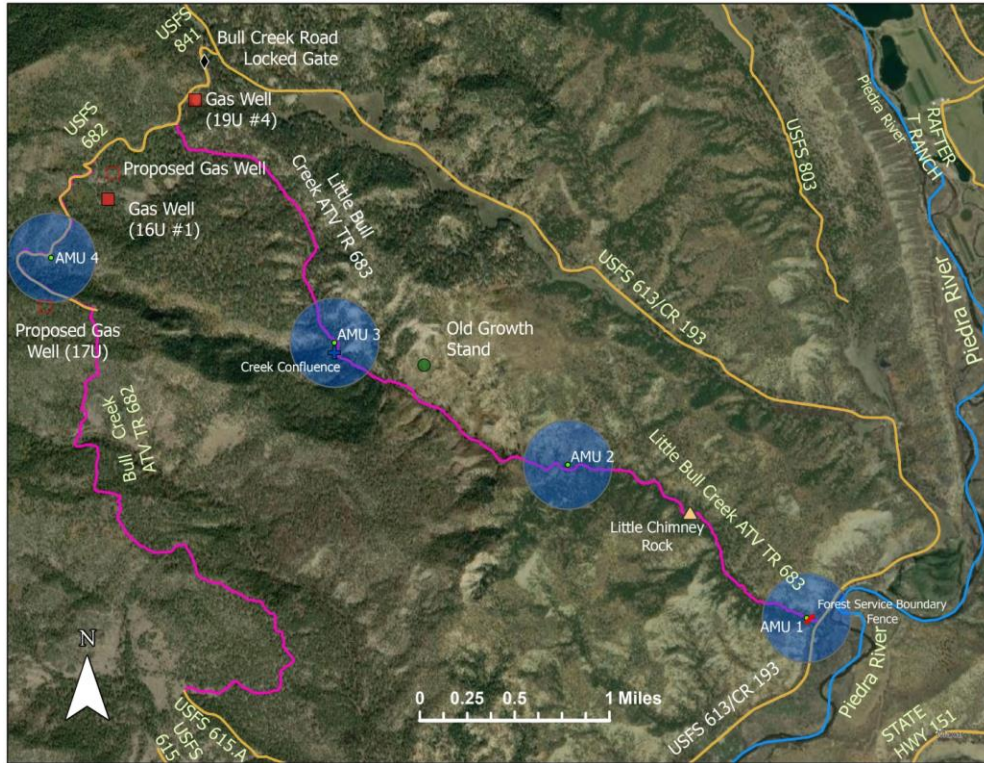 USFS
841
Bull Creek Road
Locked Gate
Gas Well
(19U #4)
USFS
682
Proposed Gas Well
Gas Well
(16U #1)
AMU 4
Proposed Gas
Well (17U)
Bull Creek
ATV TR 682
Little Bull
Creek ATV TR 683
AMU 3
Creek Confluence
Old Growth
Stand
USFS 613/CR 193
USFS 803
Piedra River
RAFTER
T RANCH
Piedra River
AMU 2
Little Bull Creek ATV TR 683
Little Chimney
Rock
AMU 1
Forest Service Boundary
Fence
Piedra River
USFS 613/CR 193
STATE
HWY 151
USFS 615 A
USFS
615
N
0 0.25 0.5 1 Miles